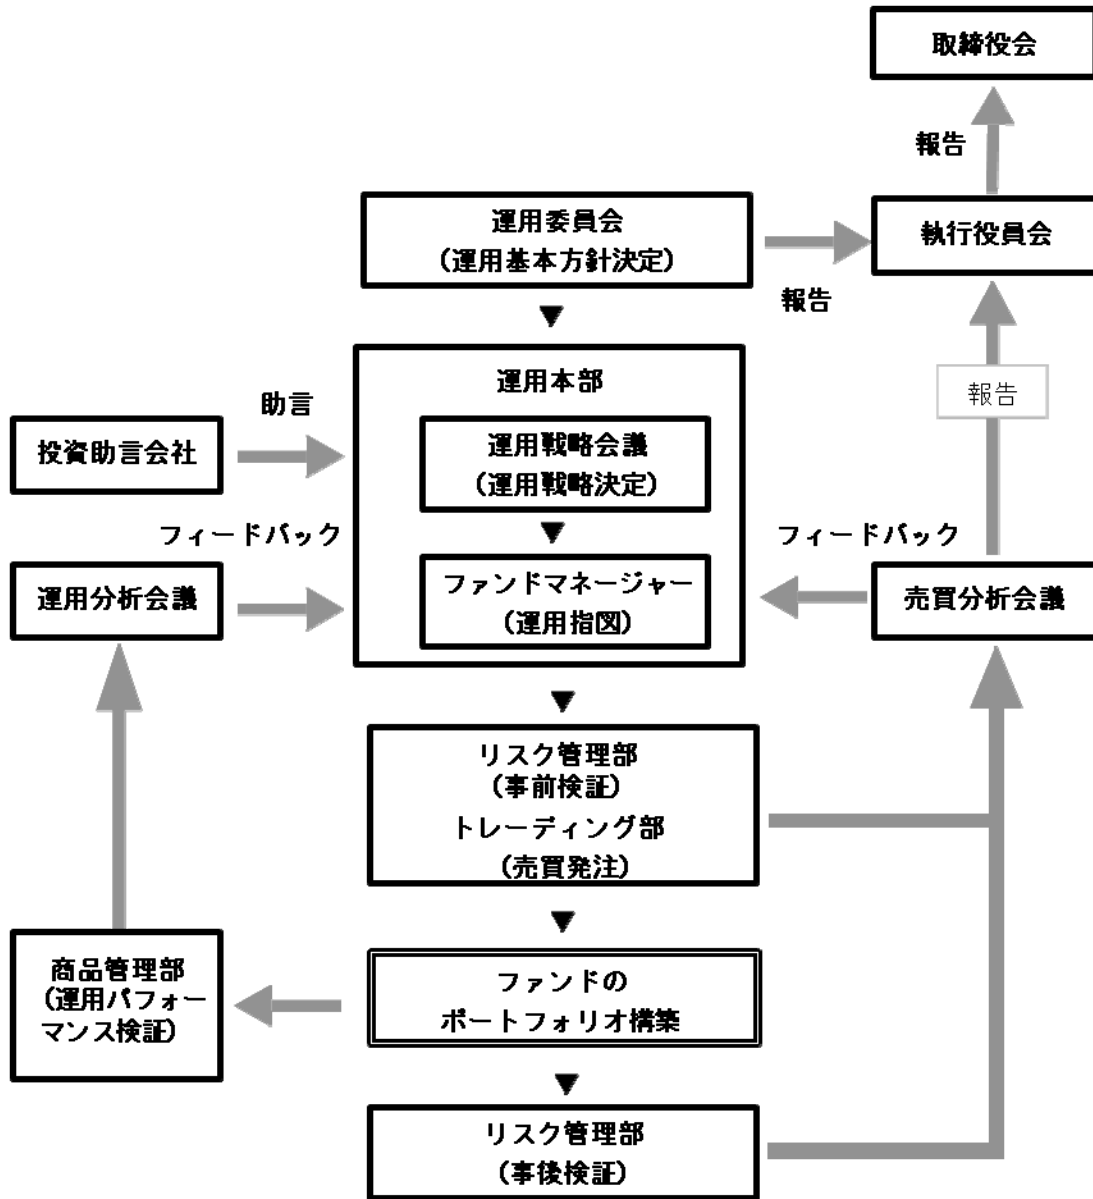 取締役会
報告
運用委員会
(運用基本方針決定)
執行役員会
報告
運用本部
報告
助言
投資助言会社
運用戦略会議
(運用戦略決定)
フィードバック
フィードバック
運用分析会議
ファンドマネージャー
(運用指図)
売買分析会議
リスク管理部
(事前検証)
トレーディング部
(売買発注)
商品管理部
(運用パフォー
マンス検証)
ファンドの
ポートフォリオ構築
リスク管理部
(事後検証)